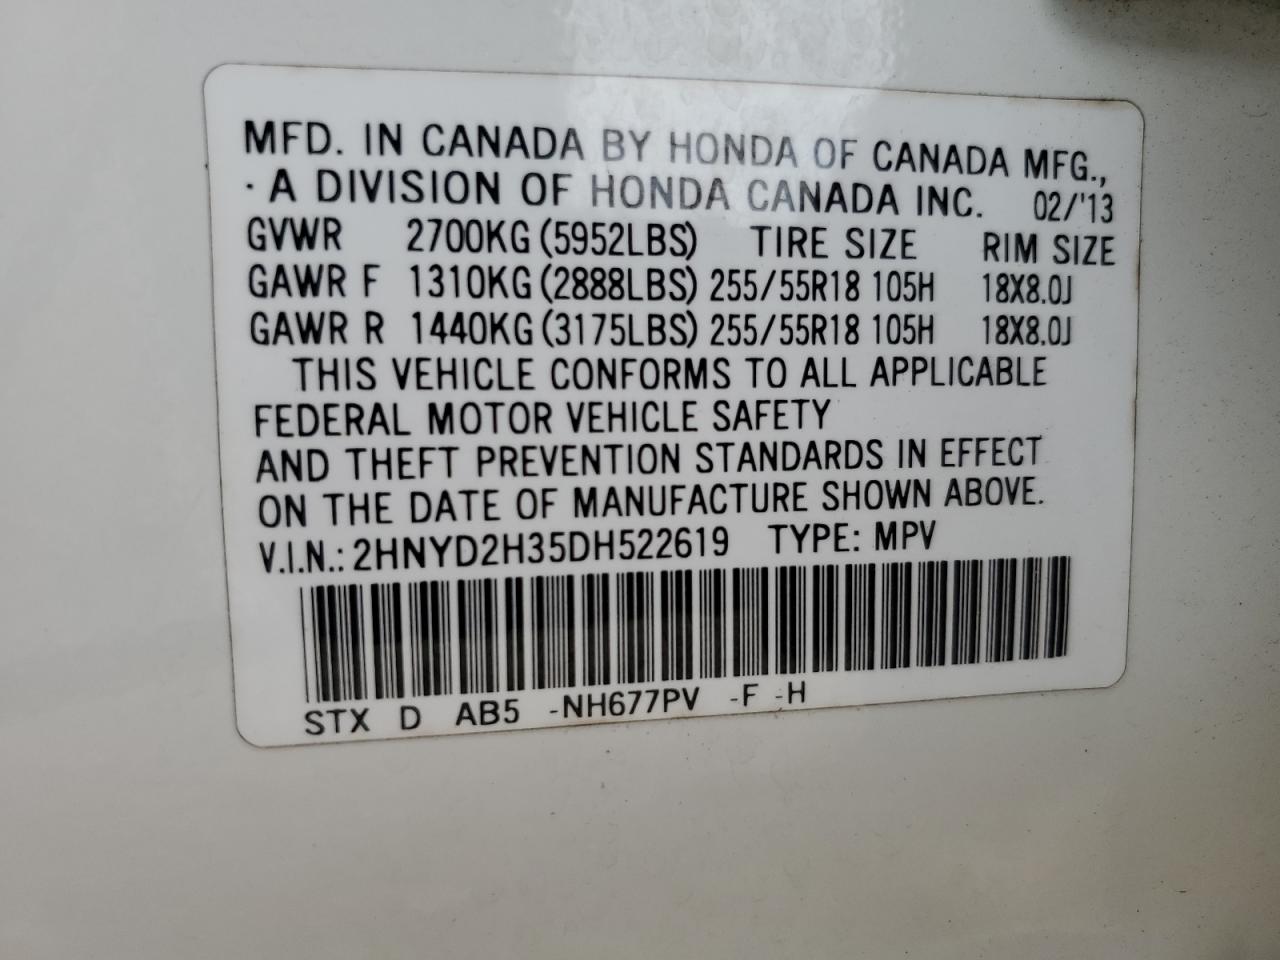 MFD. IN CANADA BY HONDA OF CANADA MFG.,
· A DIVISION OF HONDA CANADA INC. 02/'13
GVWR 2700KG (5952LBS) TIRE SIZE RIM SIZE
GAWR F 1310KG (2888LBS) 255/55R18 105H 18X8.0J
GAWR R 1440KG (3175LBS) 255/55R18 105H 18X8.0J
THIS VEHICLE CONFORMS TO ALL APPLICABLE
FEDERAL MOTOR VEHICLE SAFETY
AND THEFT PREVENTION STANDARDS IN EFFECT
ON THE DATE OF MANUFACTURE SHOWN ABOVE.
V.I.N.: 2HNYD2H35DH522619 TYPE: MPV
STX D AB5 -NH677PV -F -H